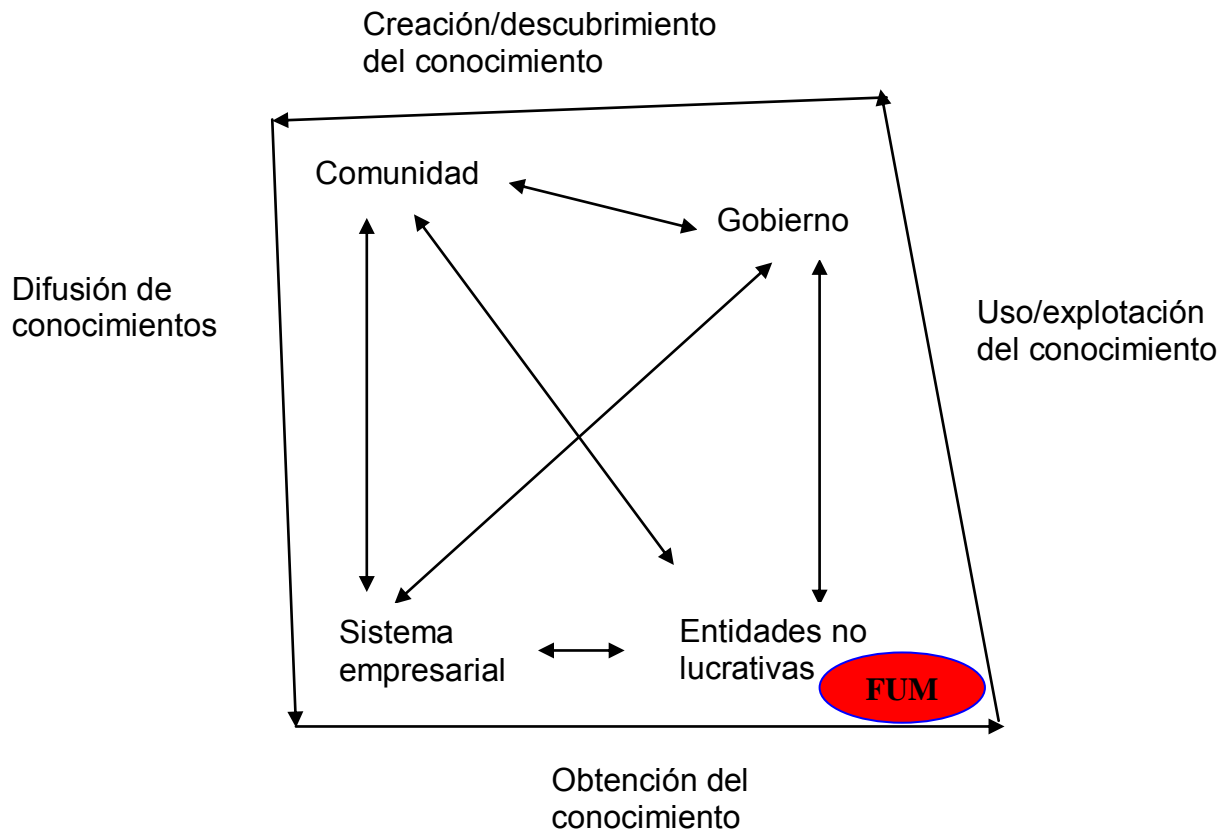 Creación/descubrimiento
del conocimiento
Comunidad
Gobierno
Difusión de
conocimientos
Uso/explotación
del conocimiento
Sistema
empresarial
Entidades no
lucrativas
FUM
Obtención del
conocimiento